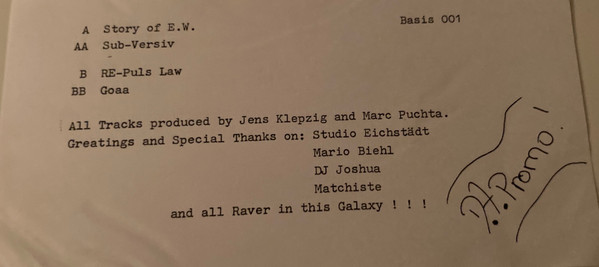 A Story of E.W. Basis 001
AA Sub-Versiv
B RE-Puls Law
BB Goaa
All Tracks produced by Jens Klepzig and Marc Puchta.
Greatings and Special Thanks on: Studio Eichstädt
Mario Biehl
DJ Joshua
Matchiste
and all Raver in this Galaxy ! ! !
Promo!